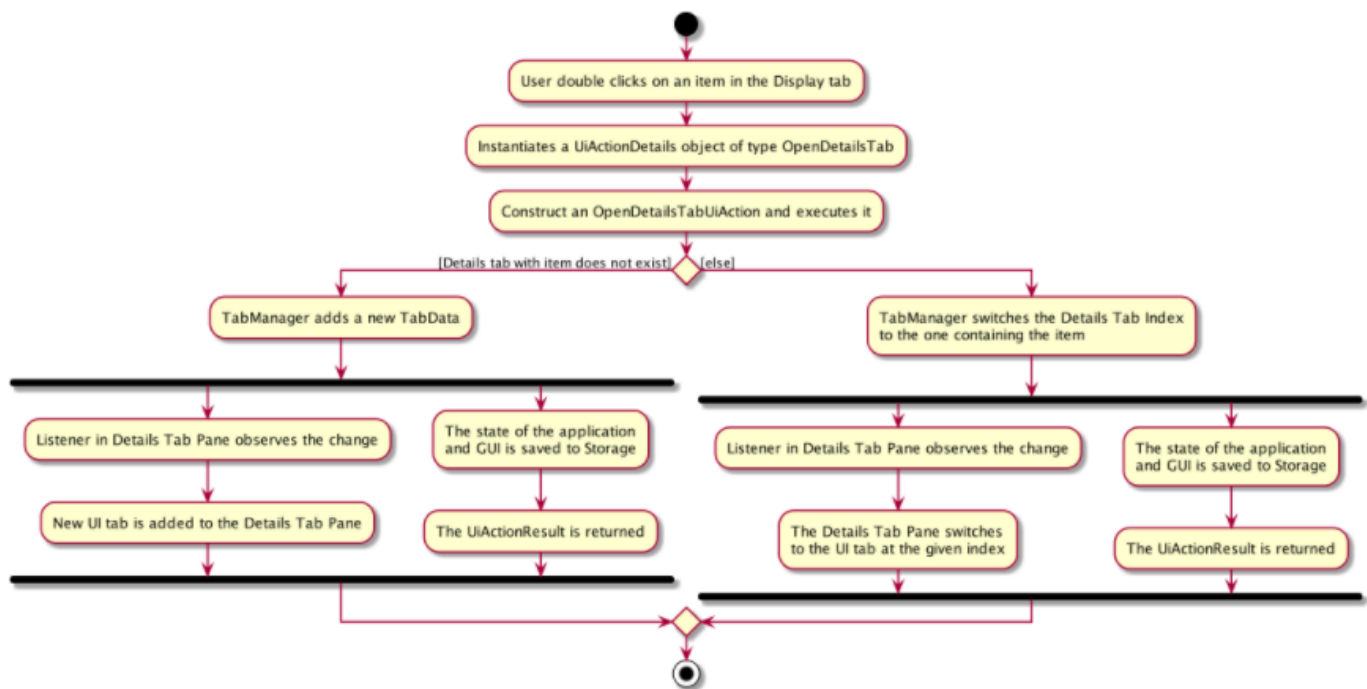 User double clicks on an item in the Display tab
Instantiates a UiActionDetails object of type OpenDetailsTab
Construct an OpenDetailsTabUiAction and executes it
[Details tab with item does not exist]
[else]
TabManager adds a new TabData
Listener in Details Tab Pane observes the change
New UI tab is added to the Details Tab Pane
The state of the application
and GUI is saved to Storage
The UiActionResult is returned
TabManager switches the Details Tab Index
to the one containing the item
Listener in Details Tab Pane observes the change
The Details Tab Pane switches
to the UI tab at the given index
The state of the application
and GUI is saved to Storage
The UiActionResult is returned